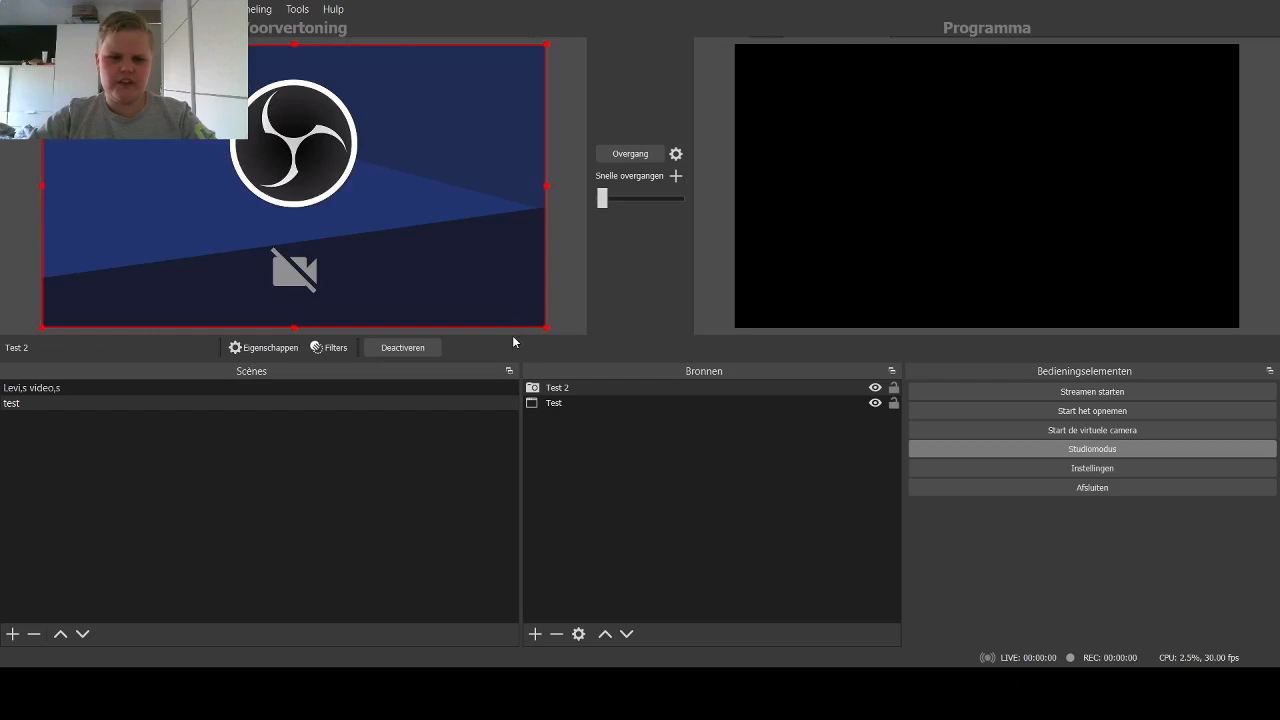 meling Tools Hulp
oorvertoning
Programma
Overgang
Snelle overgangen
Test 2
Eigenschappen
Filters
Deactiveren
Scènes
Levi,s video,s
test
Bronnen
Test 2
Test
Bedieningselementen
Streamen starten
Start het opnemen
Start de virtuele camera
Studiomodus
Instellingen
Afsluiten
LIVE: 00:00:00 REC: 00:00:00 CPU: 2.5%, 30.00 fps